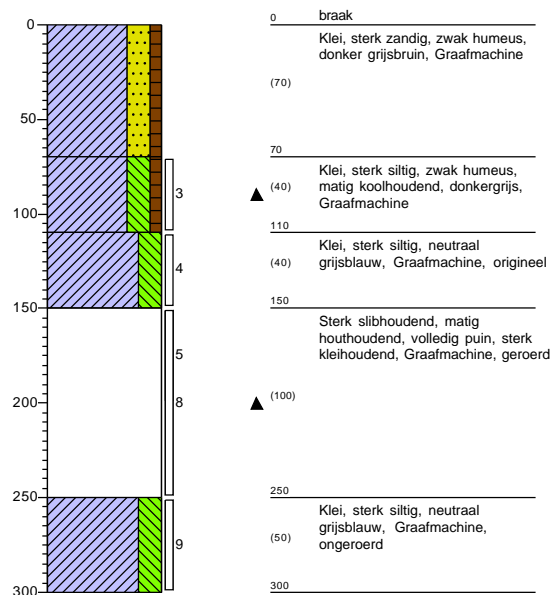 0
50
100
150
200
250
300
3
4
5
8
9
0 braak
Klei, sterk zandig, zwak humeus,
donker grijsbruin, Graafmachine
(70)
70
Klei, sterk siltig, zwak humeus,
matig koolhoudend, donkergrijs,
Graafmachine
(40)
110
Klei, sterk siltig, neutraal
grijsblauw, Graafmachine, origineel
(40)
150
Sterk slibhoudend, matig
houthoudend, volledig puin, sterk
kleihoudend, Graafmachine, geroerd
(100)
250
Klei, sterk siltig, neutraal
grijsblauw, Graafmachine,
ongeroerd
(50)
300